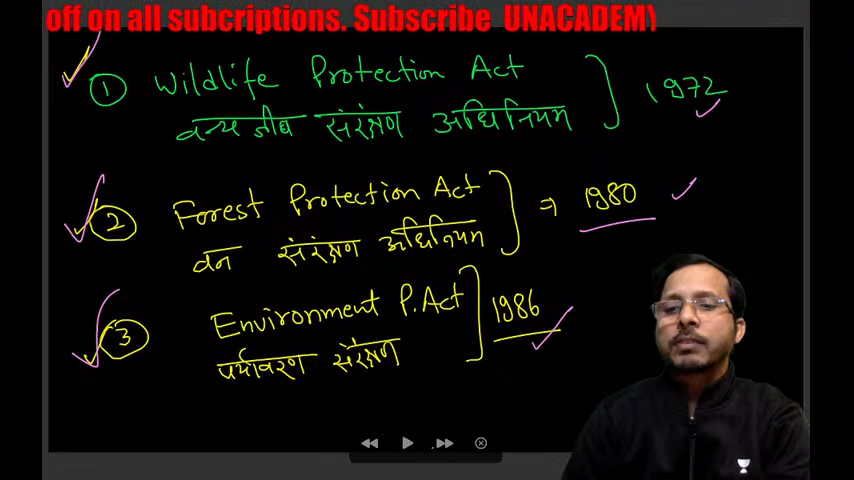 off on all subcriptions. Subscribe UNACADEMY
1 Wildlife Protection Act 1972
वन्य जीव संरक्षण अधिनियम
2 Forest Protection Act ⇒ 1980
वन संरक्षण अधिनियम
3 Environment P. Act 1986
पर्यावरण संरक्षण